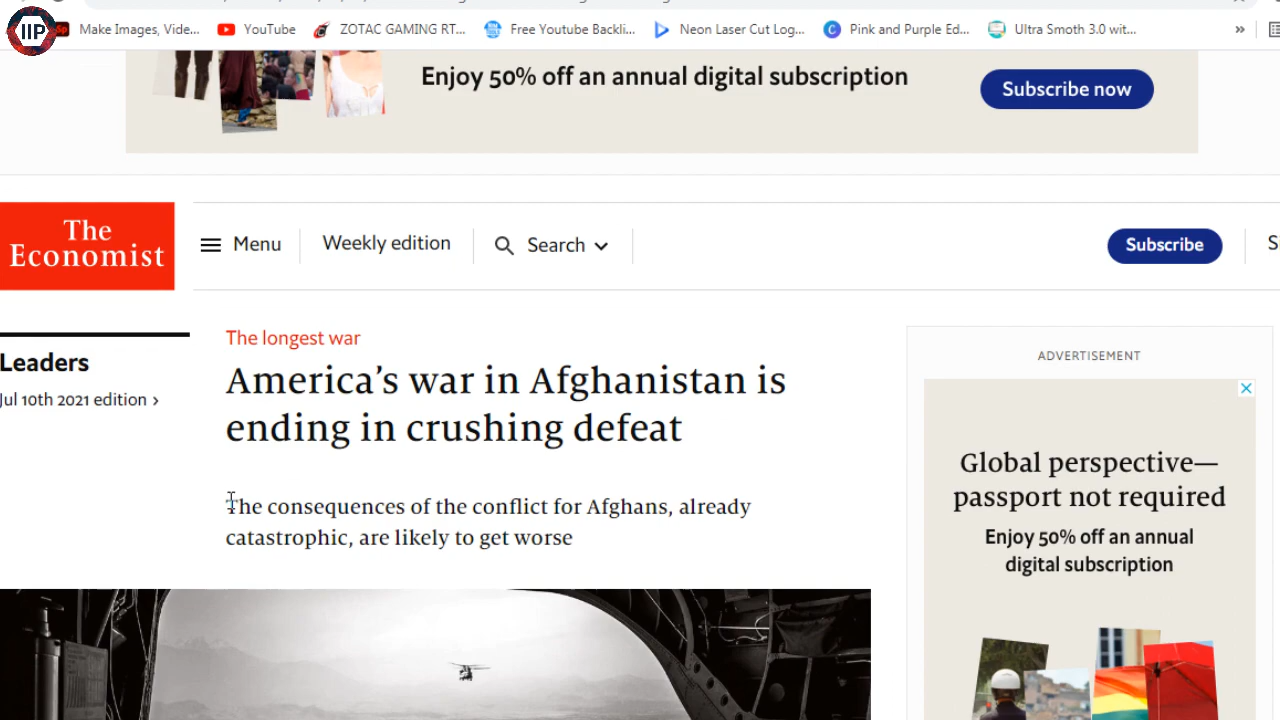 IIP
Sp Make Images, Vide... YouTube ZOTAC GAMING RT... Free Youtube Backli... Neon Laser Cut Log... C Pink and Purple Ed... Ultra Smoth 3.0 wit... »
Enjoy 50% off an annual digital subscription
Subscribe now
The
Economist
Menu Weekly edition Search Subscribe
Leaders
Jul 10th 2021 edition >
The longest war
America's war in Afghanistan is
ending in crushing defeat
The consequences of the conflict for Afghans, already
catastrophic, are likely to get worse
ADVERTISEMENT
Global perspective—
passport not required
Enjoy 50% off an annual
digital subscription